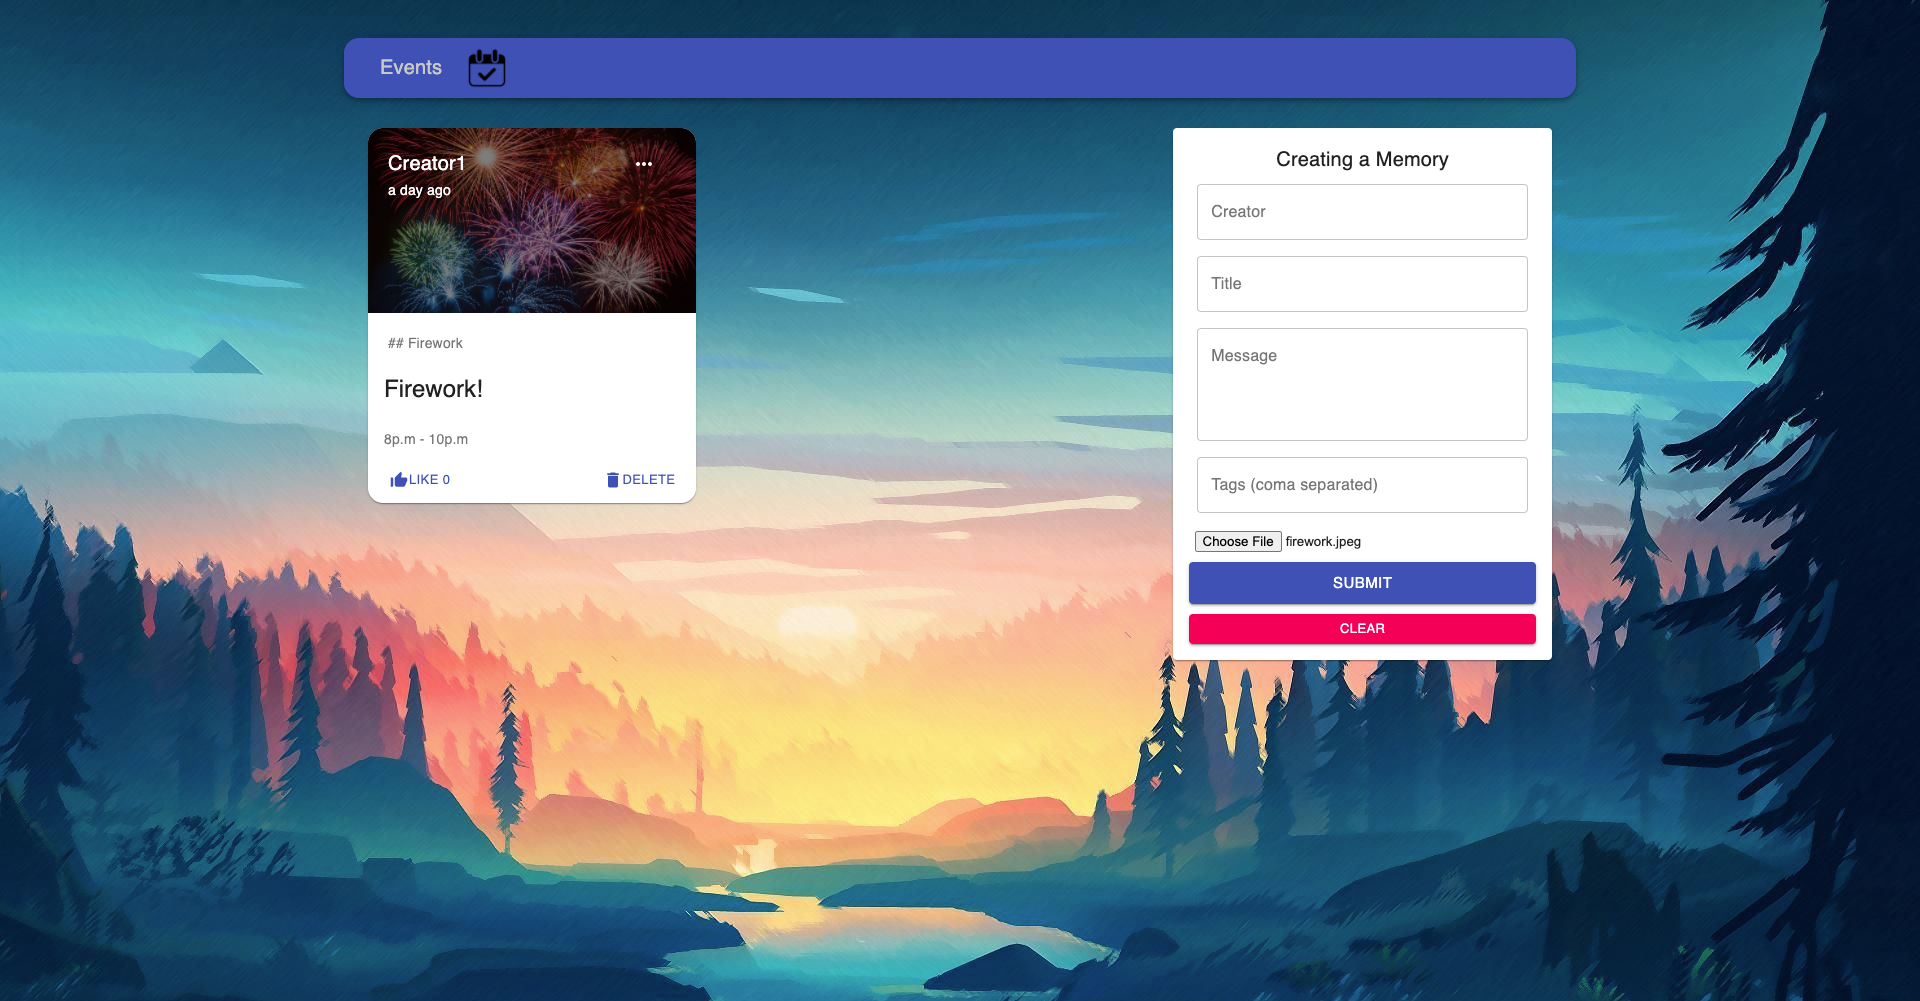 Events
Creator1
a day ago
## Firework
Firework!
8p.m - 10p.m
LIKE 0
DELETE
Creating a Memory
Creator
Title
Message
Tags (coma separated)
Choose File firework.jpeg
SUBMIT
CLEAR